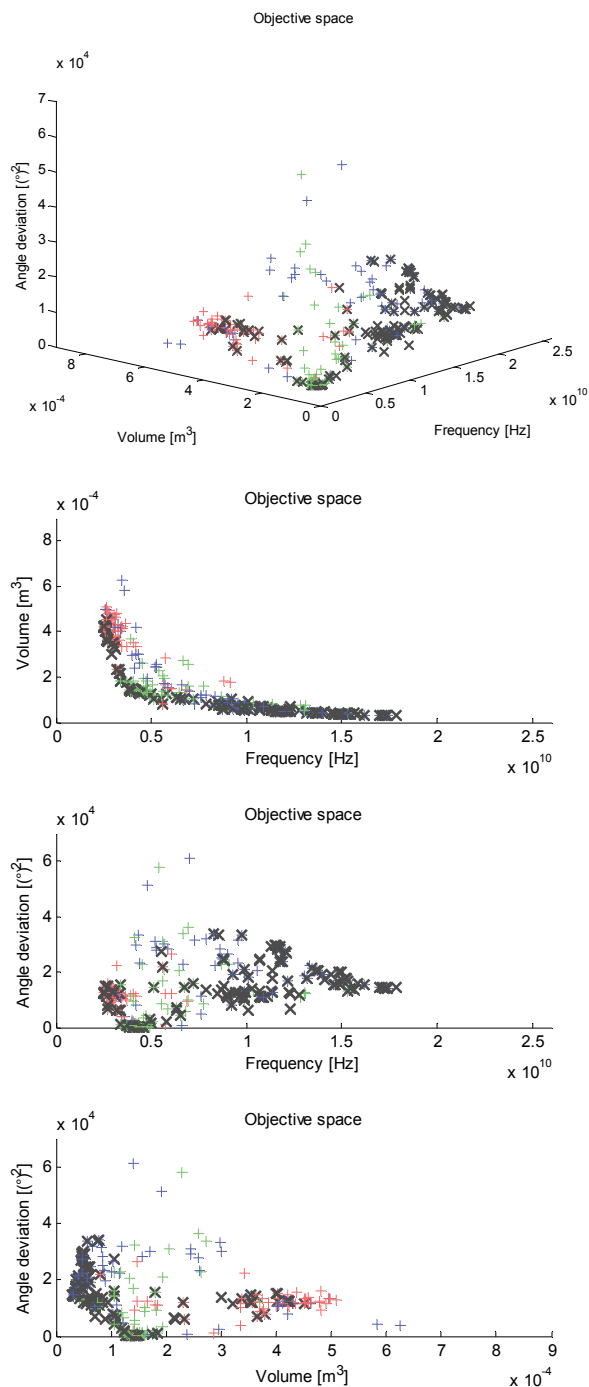 Objective space
x 10^4
7
6
5
4
3
2
1
0
Angle deviation [(°)^2]
8
6
4
2
0
x 10^-4
Volume [m^3]
0
0.5
1
1.5
2
2.5
x 10^10
Frequency [Hz]
Objective space
x 10^-4
8
6
4
2
0
Volume [m^3]
0 0.5 1 1.5 2 2.5
Frequency [Hz]
x 10^10
Objective space
x 10^4
6
4
2
0
Angle deviation [(°)^2]
0 0.5 1 1.5 2 2.5
Frequency [Hz]
x 10^10
Objective space
x 10^4
6
4
2
0
Angle deviation [(°)^2]
0 1 2 3 4 5 6 7 8 9
Volume [m^3]
x 10^-4